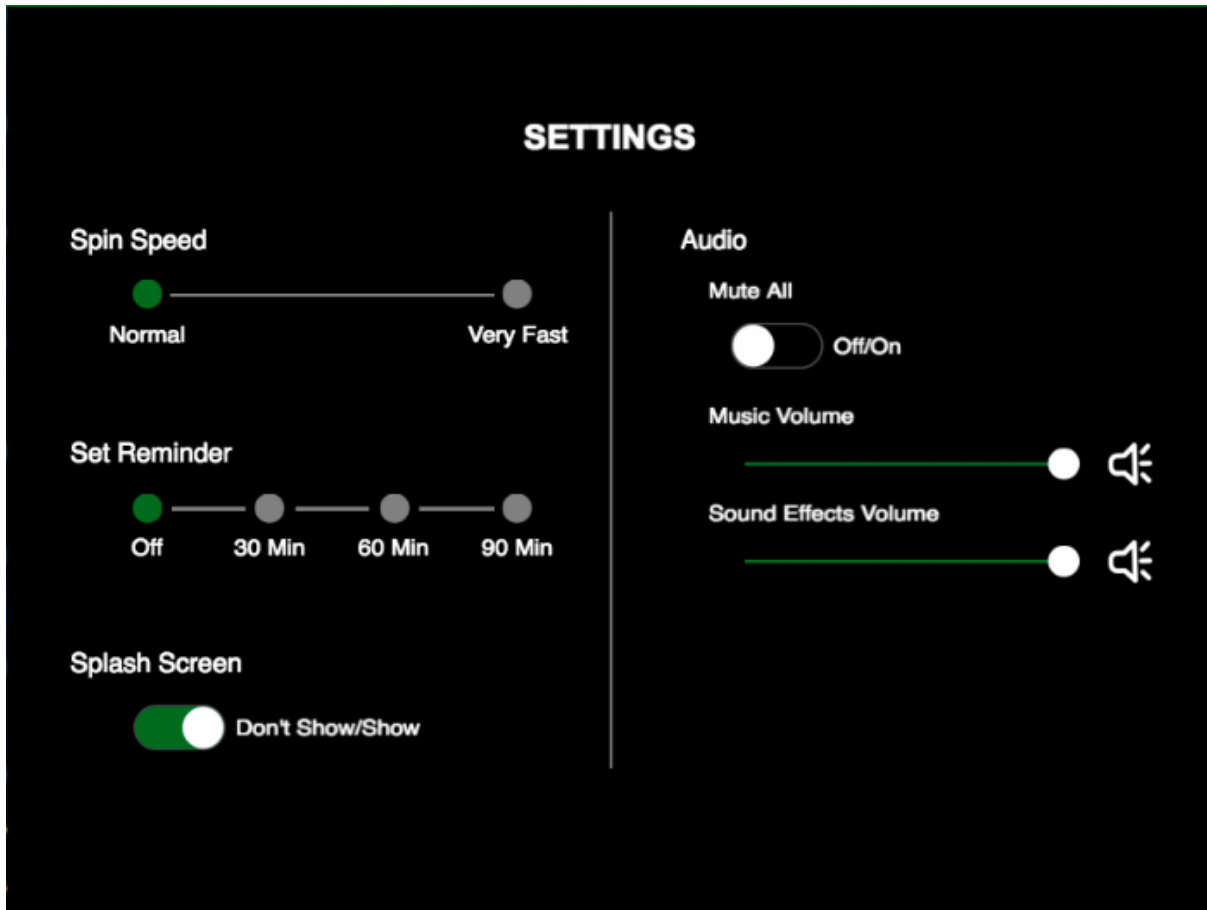 SETTINGS
Spin Speed
Normal
Very Fast
Set Reminder
Off
30 Min
60 Min
90 Min
Splash Screen
Don't Show/Show
Audio
Mute All
Off/On
Music Volume
Sound Effects Volume